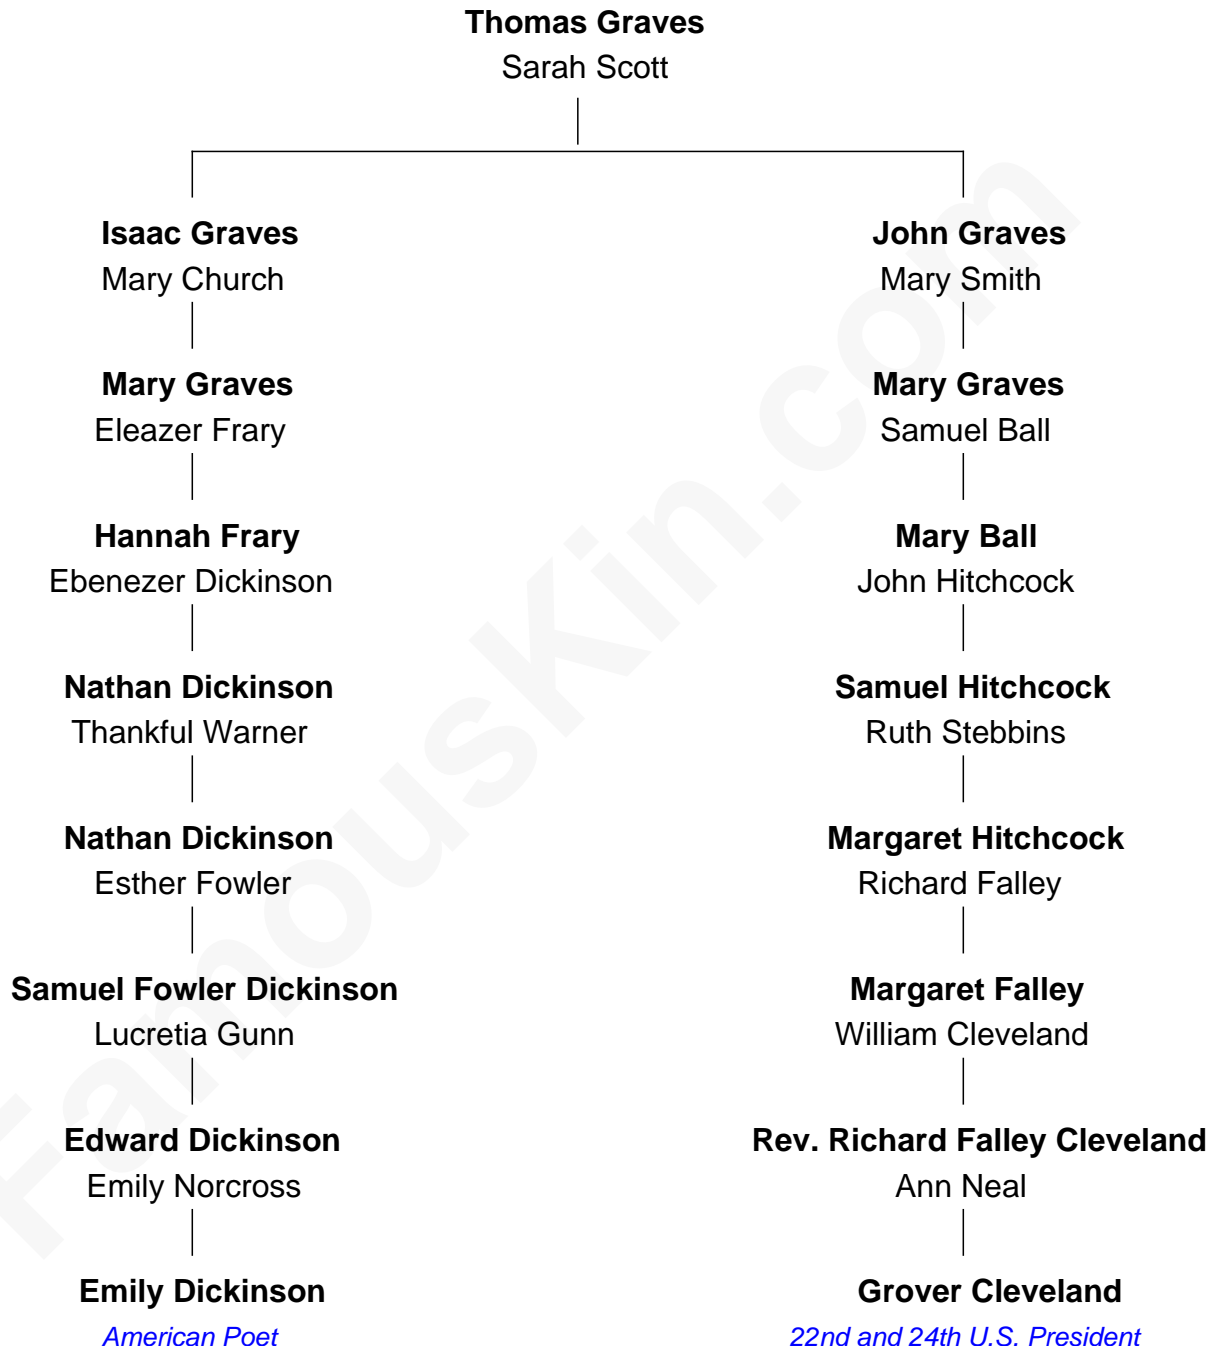 Thomas Graves
Sarah Scott
Isaac Graves
Mary Church
John Graves
Mary Smith
Mary Graves
Eleazer Frary
Mary Graves
Samuel Ball
Hannah Frary
Ebenezer Dickinson
Mary Ball
John Hitchcock
Nathan Dickinson
Thankful Warner
Samuel Hitchcock
Ruth Stebbins
Nathan Dickinson
Esther Fowler
Margaret Hitchcock
Richard Falley
Samuel Fowler Dickinson
Lucretia Gunn
Margaret Falley
William Cleveland
Edward Dickinson
Emily Norcross
Rev. Richard Falley Cleveland
Ann Neal
Emily Dickinson
American Poet
Grover Cleveland
22nd and 24th U.S. President
FamousKin.com